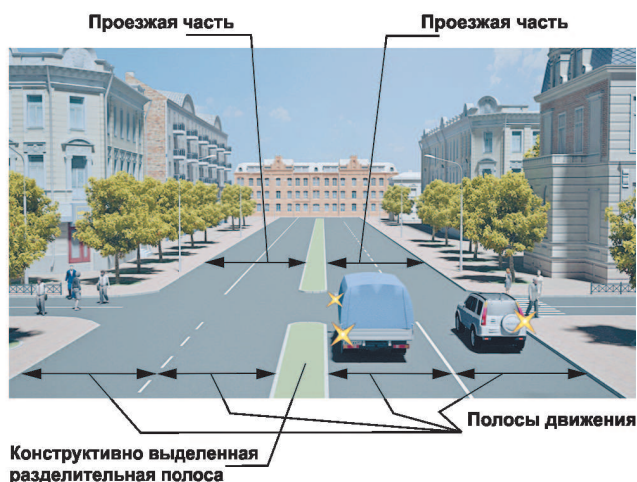 Проезжая часть
Проезжая часть
Полосы движения
Конструктивно выделенная
разделительная полоса